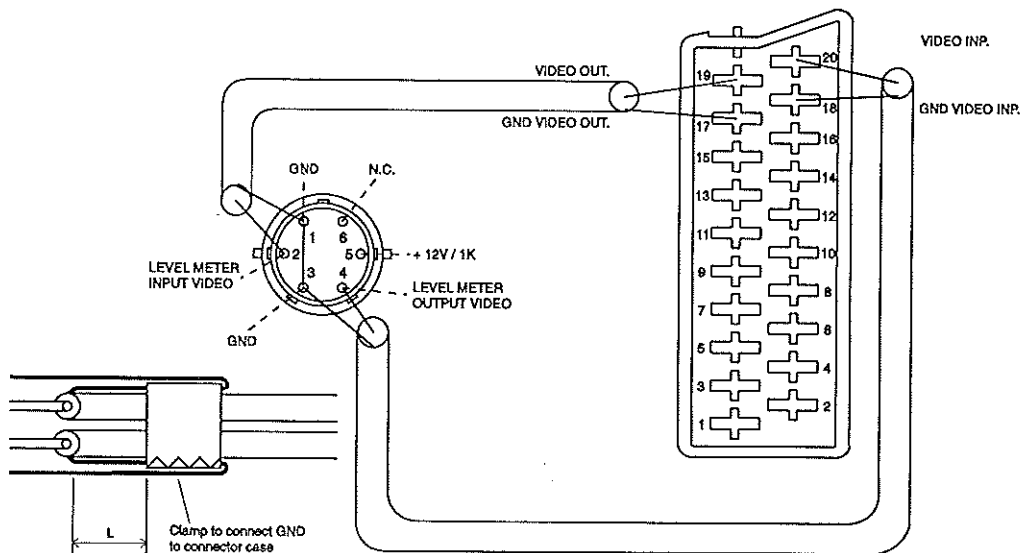 VIDEO OUT.
GND VIDEO OUT.
VIDEO INP.
GND VIDEO INP.
19
17
15
13
11
9
7
5
3
1
20
18
16
14
12
10
8
6
4
2
GND
N.C.
1
6
2
5
3
4
+ 12V / 1K
LEVEL METER
INPUT VIDEO
LEVEL METER
OUTPUT VIDEO
GND
L
Clamp to connect GND
to connector case